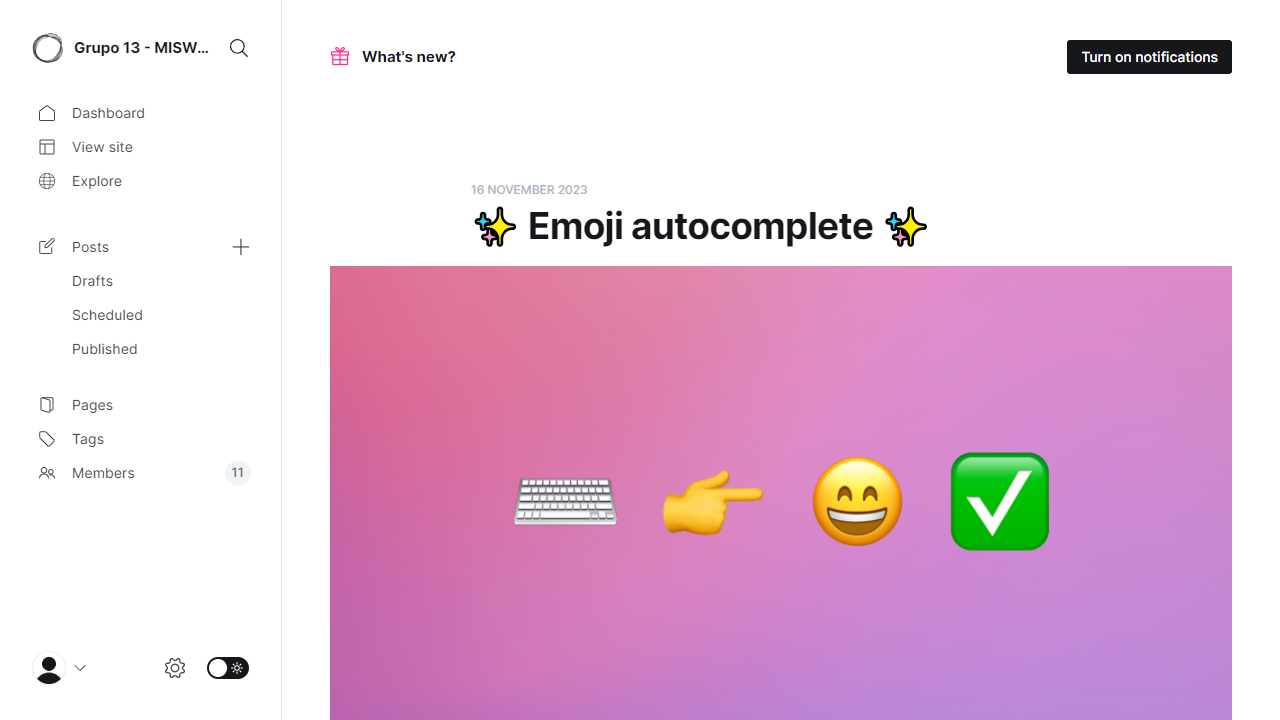 Grupo 13 - MISW...
Dashboard
View site
Explore
Posts
Drafts
Scheduled
Published
Pages
Tags
Members 11
What's new?
Turn on notifications
16 NOVEMBER 2023
✨ Emoji autocomplete ✨